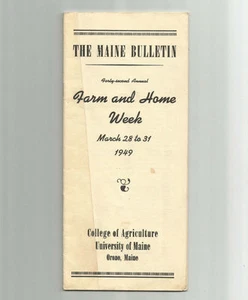 THE MAINE BULLETIN
Forty-second Annual
Farm and Home
Week
March 28 to 31
1949
College of Agriculture
University of Maine
Orono, Maine